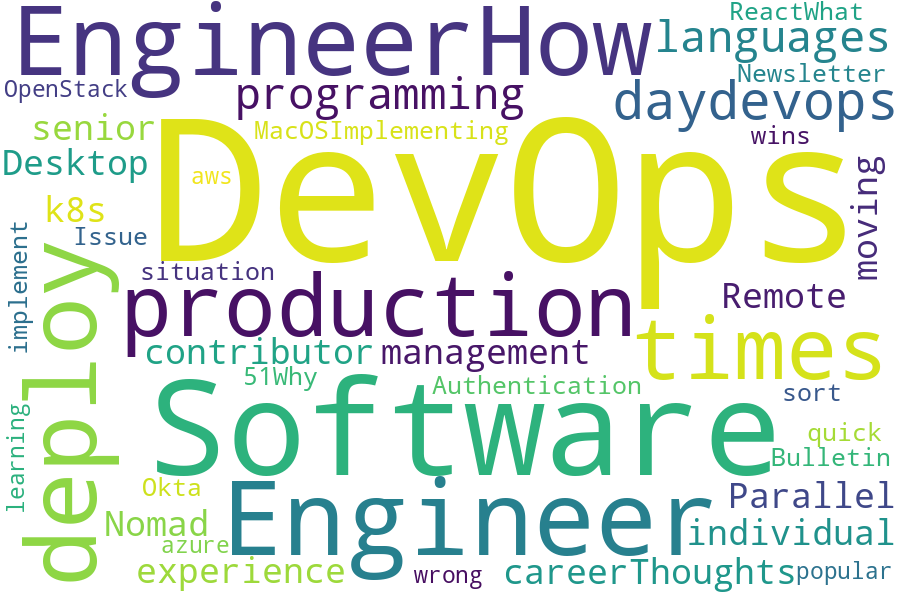 EngineerHow
ReactWhat
languages
OpenStack
programming
Newsletter
daydevops
senior
MacOSImplementing
wins
DevOps
Desktop
aws
moving
k8s
Issue
implement
situation
deploy
production
Remote
times
contributor
management
51Why
Authentication
sort
Software
learning
quick
Bulletin
Okta
Engineer
Parallel
Nomad
individual
azure
experience
wrong
careerThoughts
popular